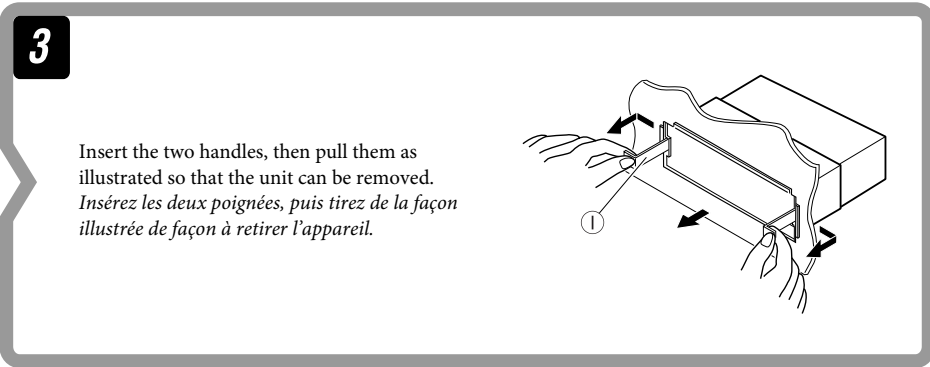 3
Insert the two handles, then pull them as
illustrated so that the unit can be removed.
Insérez les deux poignées, puis tirez de la façon
illustrée de façon à retirer l’appareil.
Ⓘ